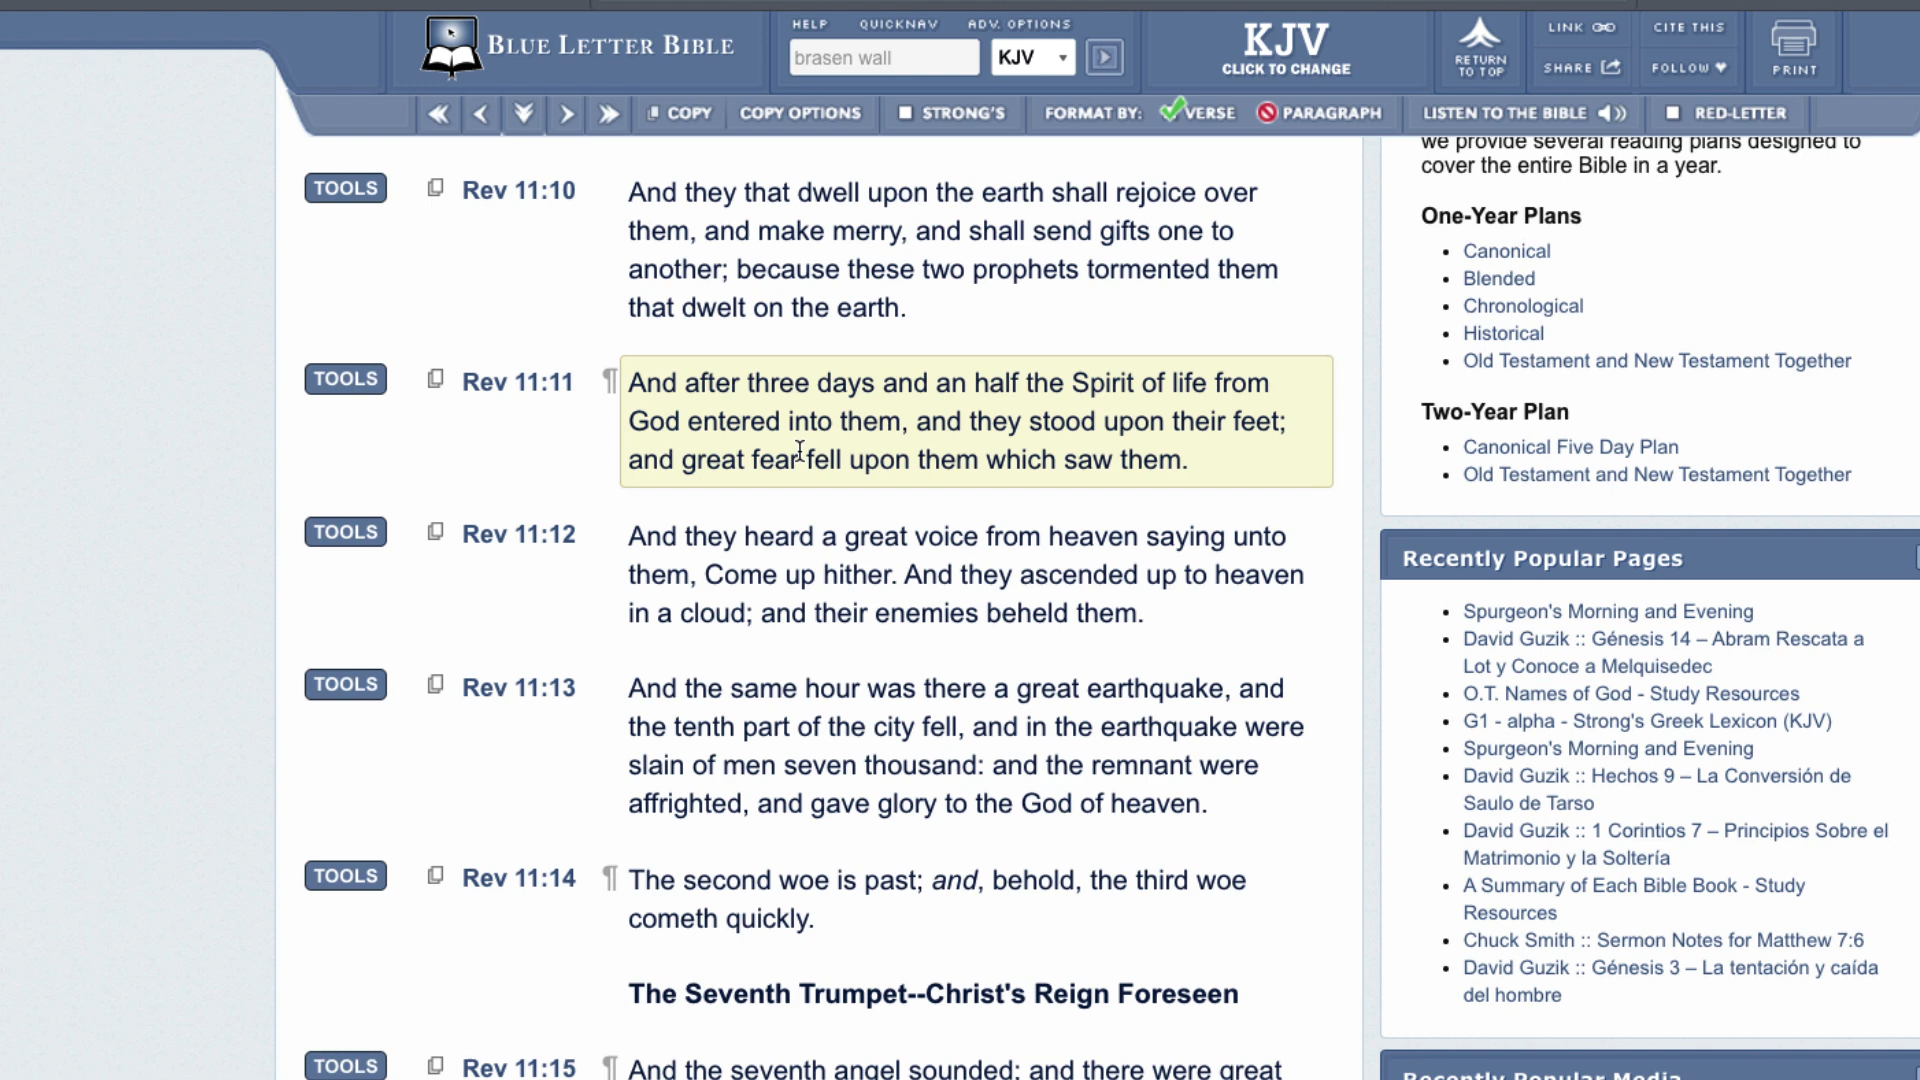 BLUE LETTER BIBLE
HELP QUICKNAV ADV. OPTIONS
brasen wall KJV
KJV
CLICK TO CHANGE
RETURN
TO TOP
LINK
SHARE
CITE THIS
FOLLOW
PRINT
COPY COPY OPTIONS STRONG'S FORMAT BY: VERSE PARAGRAPH LISTEN TO THE BIBLE RED-LETTER
TOOLS Rev 11:10 And they that dwell upon the earth shall rejoice over
them, and make merry, and shall send gifts one to
another; because these two prophets tormented them
that dwelt on the earth.
TOOLS Rev 11:11 ¶ And after three days and an half the Spirit of life from
God entered into them, and they stood upon their feet;
and great fear fell upon them which saw them.
TOOLS Rev 11:12 And they heard a great voice from heaven saying unto
them, Come up hither. And they ascended up to heaven
in a cloud; and their enemies beheld them.
TOOLS Rev 11:13 And the same hour was there a great earthquake, and
the tenth part of the city fell, and in the earthquake were
slain of men seven thousand: and the remnant were
affrighted, and gave glory to the God of heaven.
TOOLS Rev 11:14 ¶ The second woe is past; and, behold, the third woe
cometh quickly.
The Seventh Trumpet--Christ's Reign Foreseen
TOOLS Rev 11:15 ¶ And the seventh angel sounded; and there were great
we provide several reading plans designed to
cover the entire Bible in a year.
One-Year Plans
• Canonical
• Blended
• Chronological
• Historical
• Old Testament and New Testament Together
Two-Year Plan
• Canonical Five Day Plan
• Old Testament and New Testament Together
Recently Popular Pages
• Spurgeon's Morning and Evening
• David Guzik :: Génesis 14 – Abram Rescata a
Lot y Conoce a Melquisedec
• O.T. Names of God - Study Resources
• G1 - alpha - Strong's Greek Lexicon (KJV)
• Spurgeon's Morning and Evening
• David Guzik :: Hechos 9 – La Conversión de
Saulo de Tarso
• David Guzik :: 1 Corintios 7 – Principios Sobre el
Matrimonio y la Soltería
• A Summary of Each Bible Book - Study
Resources
• Chuck Smith :: Sermon Notes for Matthew 7:6
• David Guzik :: Génesis 3 – La tentación y caída
del hombre
Recently Popular Media